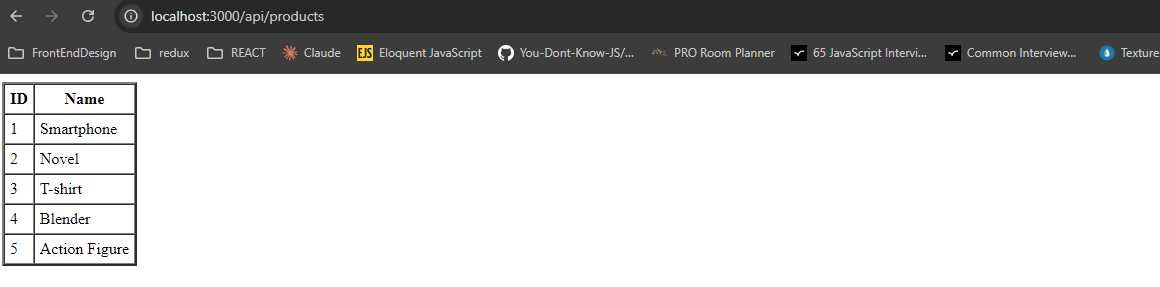 localhost:3000/api/products
FrontEndDesign redux REACT Claude EJS Eloquent JavaScript You-Dont-Know-JS/... PRO Room Planner 65 JavaScript Intervi... Common Interview... Texture
ID Name
1 Smartphone
2 Novel
3 T-shirt
4 Blender
5 Action Figure